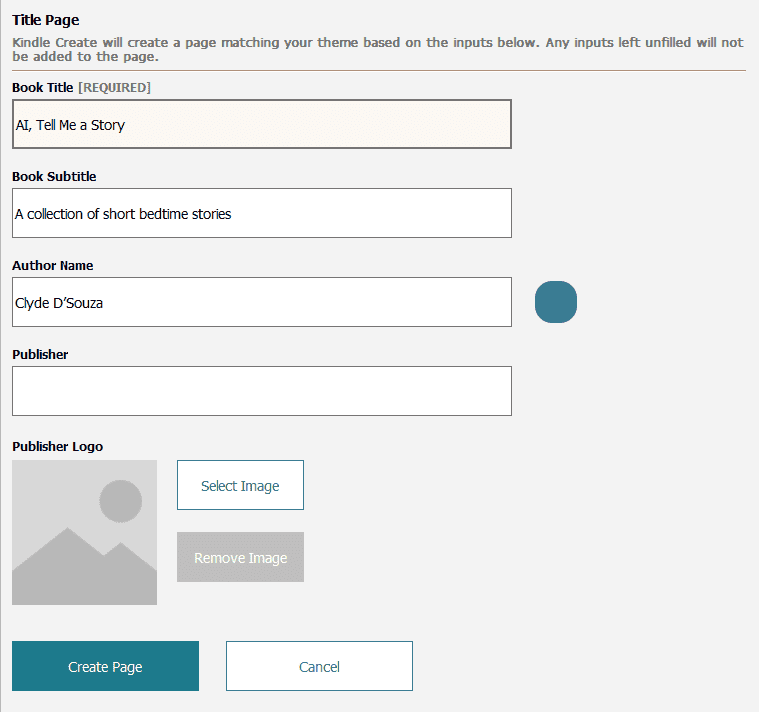 Title Page
Kindle Create will create a page matching your theme based on the inputs below. Any inputs left unfilled will not
be added to the page.
Book Title [REQUIRED]
AI, Tell Me a Story
Book Subtitle
A collection of short bedtime stories
Author Name
Clyde D’Souza
Publisher
Publisher Logo
Select Image
Remove Image
Create Page
Cancel